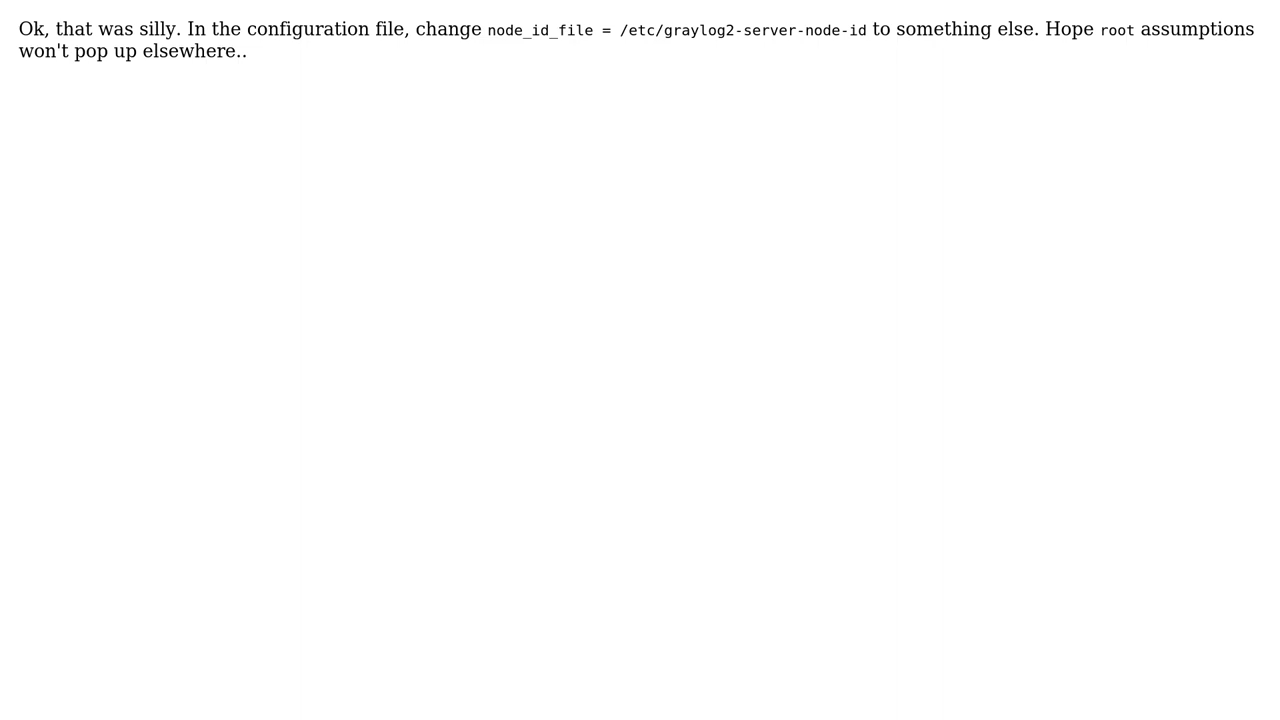 Ok, that was silly. In the configuration file, change node_id_file = /etc/graylog2-server-node-id to something else. Hope root assumptions
won't pop up elsewhere..